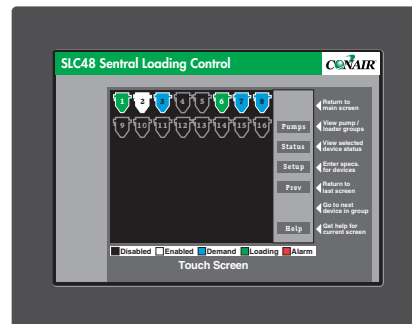 SLC48 Sentral Loading Control
CONAIR
1 2 3 4 5 6 7 8
9 10 11 12 13 14 15 16
Return to
main screen
Pumps
View pump /
loader groups
Status
View selected
device status
Setup
Enter specs.
for devices
Prev
Return to
last screen
Go to next
device in group
Help
Get help for
current screen
Disabled Enabled Demand Loading Alarm
Touch Screen